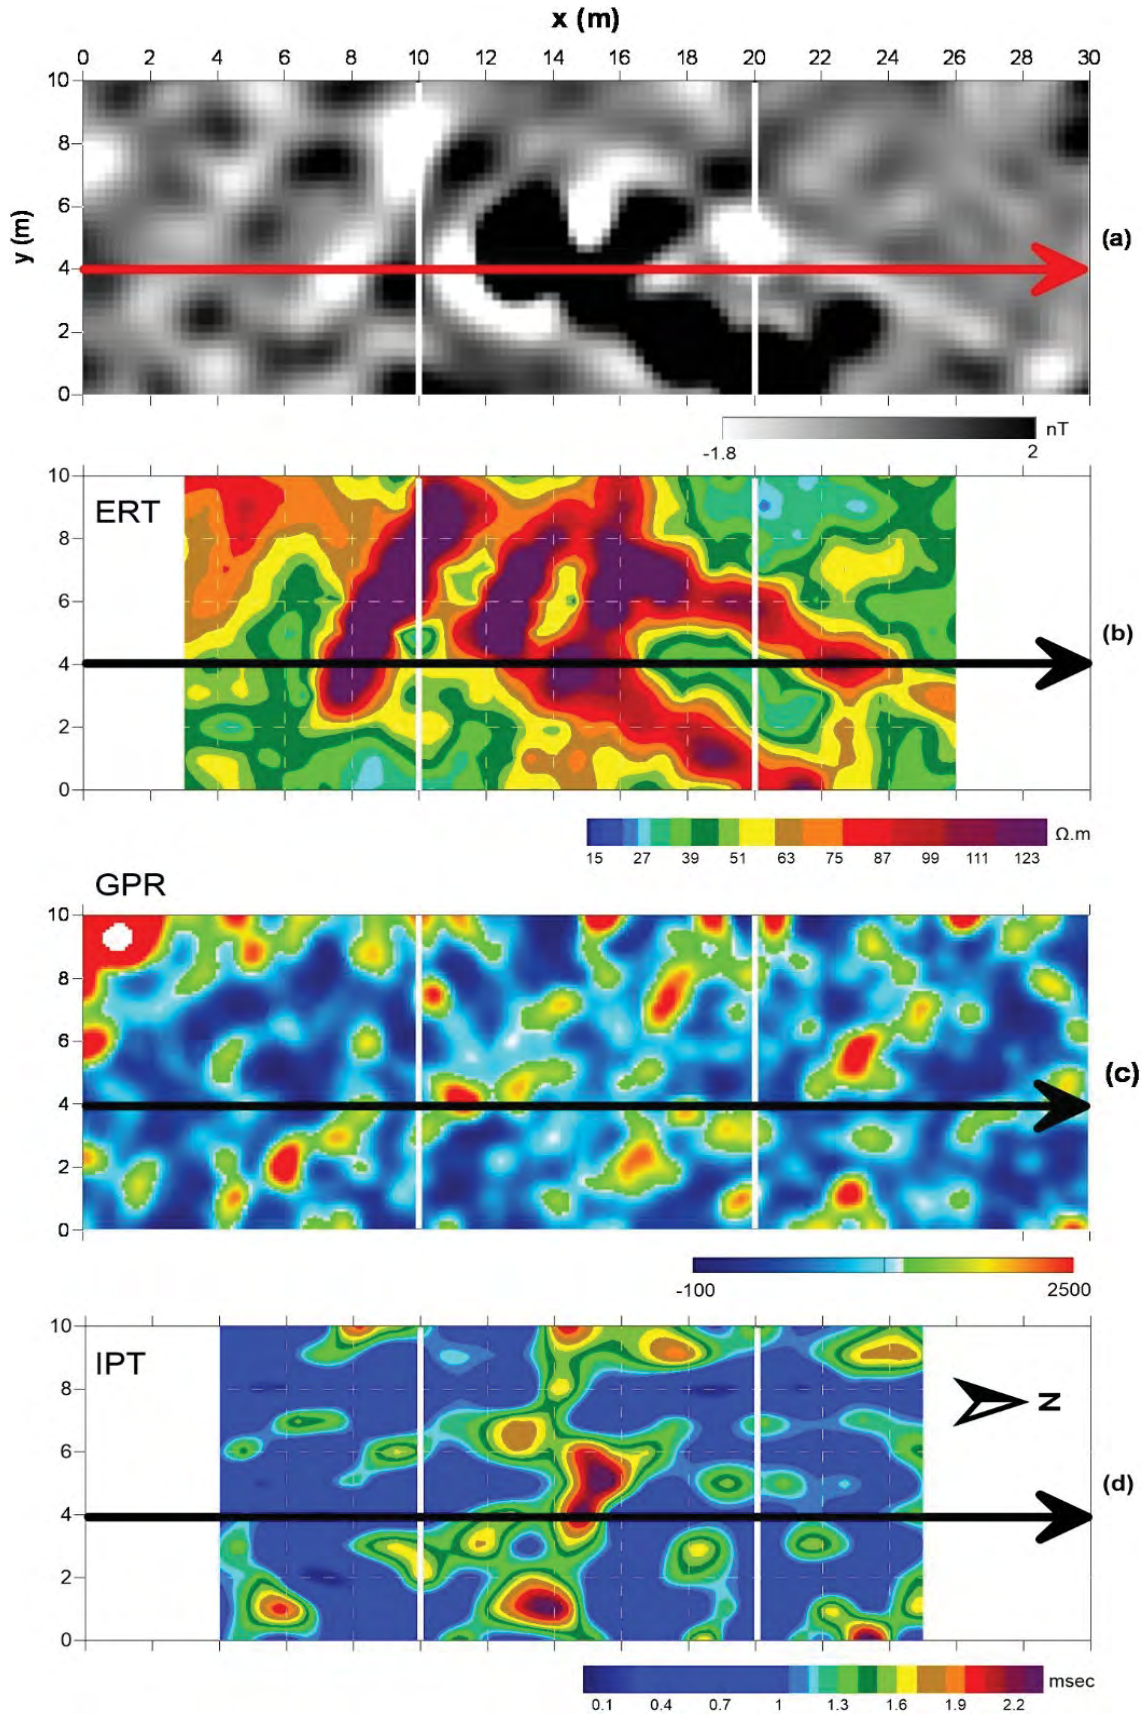 x (m)
0 2 4 6 8 10 12 14 16 18 20 22 24 26 28 30
10
8
6
4
2
0
y (m)
(a)
nT
-1.8 2
10
8
6
4
2
0
ERT
(b)
Ω.m
15 27 39 51 63 75 87 99 111 123
GPR
10
8
6
4
2
0
(c)
-100 2500
10
8
6
4
2
0
IPT
N
(d)
msec
0.1 0.4 0.7 1 1.3 1.6 1.9 2.2